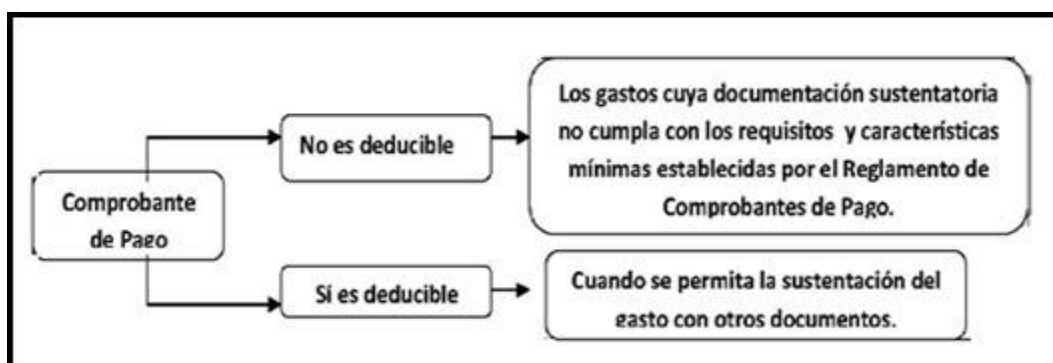 Comprobante
de Pago
No es deducible
Los gastos cuya documentación sustentatoria
no cumpla con los requisitos y características
mínimas establecidas por el Reglamento de
Comprobantes de Pago.
Sí es deducible
Cuando se permita la sustentación del
gasto con otros documentos.